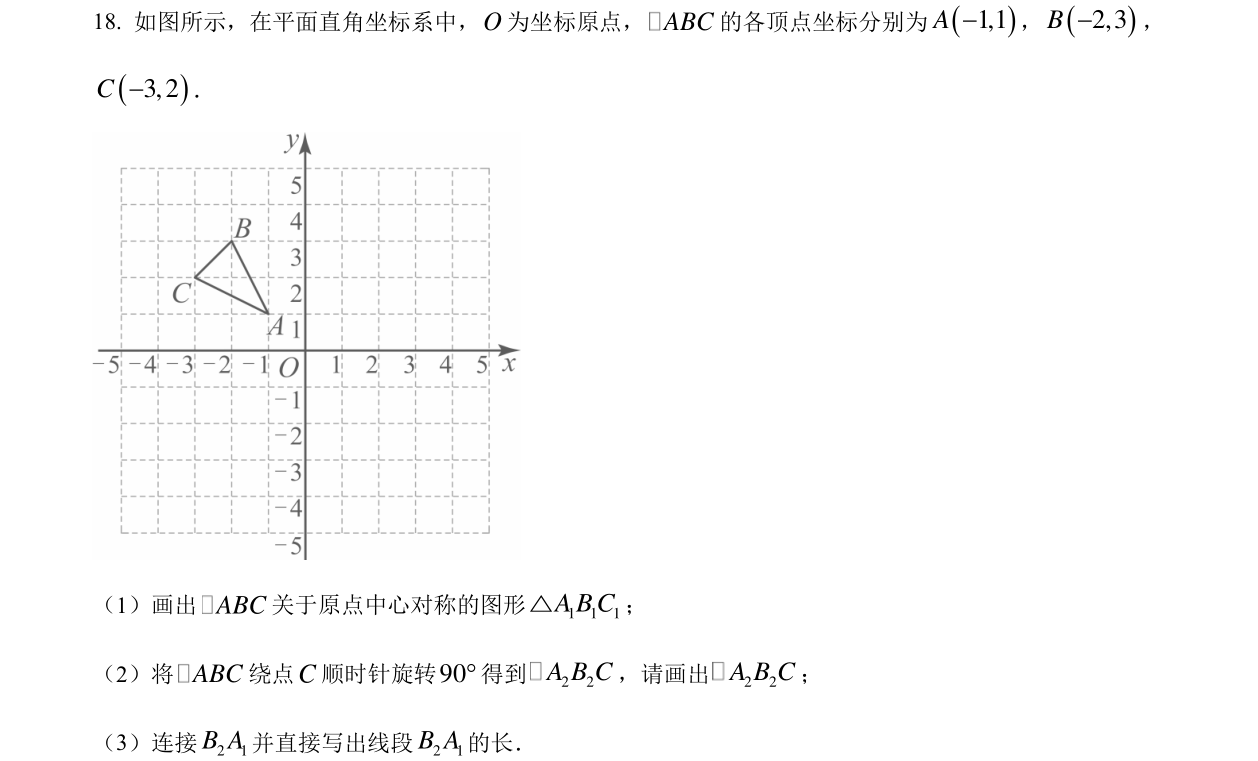 18. 如图所示，在平面直角坐标系中，O 为坐标原点，□ABC 的各顶点坐标分别为 A(−1,1)，B(−2,3)，
C(−3,2)．
y
5
B
4
3
C
2
A 1
−5 −4 −3 −2 −1 O 1 2 3 4 5 x
−1
−2
−3
−4
−5
（1）画出□ABC 关于原点中心对称的图形△A₁B₁C₁；
（2）将□ABC 绕点 C 顺时针旋转90° 得到□A₂B₂C，请画出□A₂B₂C；
（3）连接 B₂A₁ 并直接写出线段 B₂A₁ 的长．